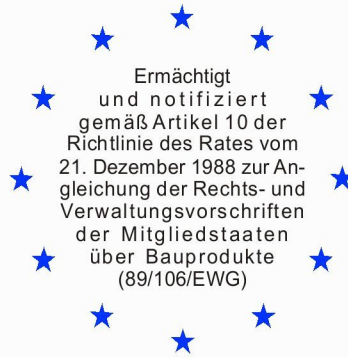 Ermächtigt
und notifiziert
gemäß Artikel 10 der
Richtlinie des Rates vom
21. Dezember 1988 zur An-
gleichung der Rechts- und
Verwaltungsvorschriften
der Mitgliedstaaten
über Bauprodukte
(89/106/EWG)